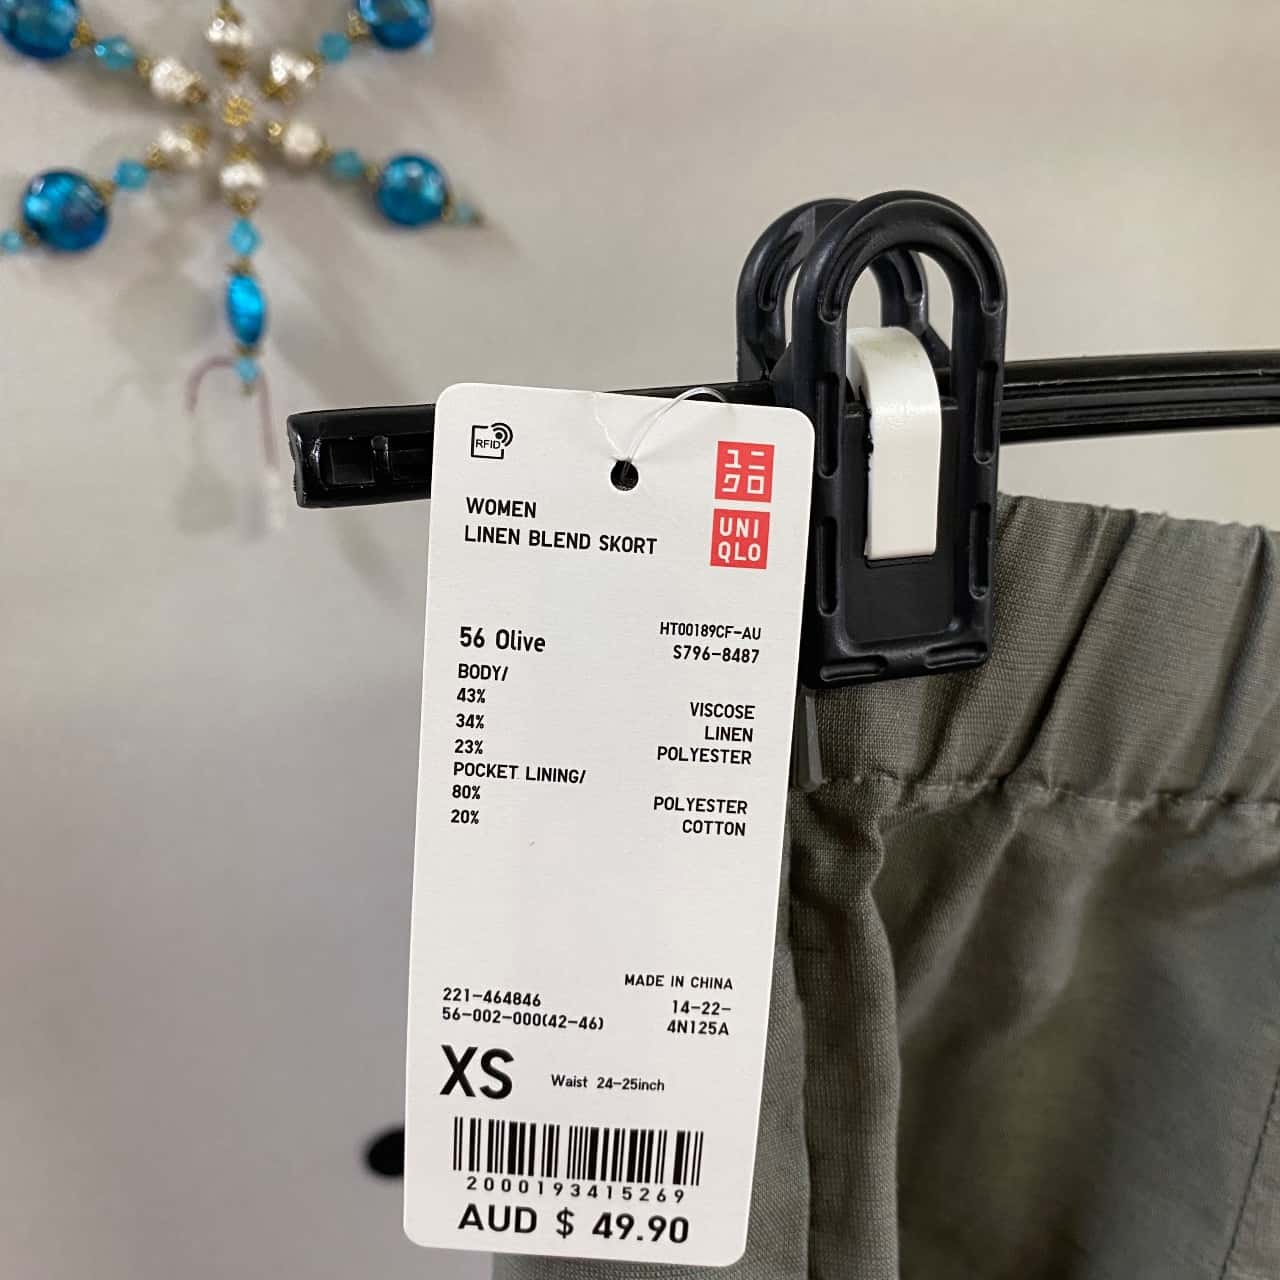 RFID
ユニ
クロ
UNI
QLO
WOMEN
LINEN BLEND SKORT
56 Olive
HT00189CF-AU
S796-8487
BODY/
43% VISCOSE
34% LINEN
23% POLYESTER
POCKET LINING/
80% POLYESTER
20% COTTON
MADE IN CHINA
221-464846 14-22-
56-002-000(42-46) 4N125A
XS Waist 24-25inch
2000193415269
AUD $ 49.90